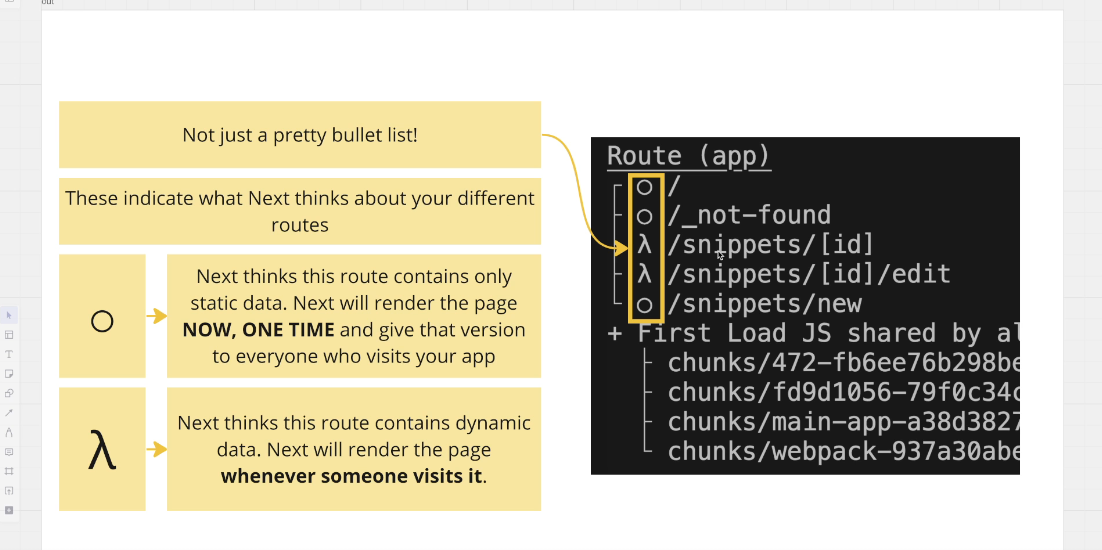 out
Not just a pretty bullet list!
These indicate what Next thinks about your different
routes
○
Next thinks this route contains only
static data. Next will render the page
NOW, ONE TIME and give that version
to everyone who visits your app
λ
Next thinks this route contains dynamic
data. Next will render the page
whenever someone visits it.
Route (app)
┌ ○ /
├ ○ /_not-found
├ λ /snippets/[id]
├ λ /snippets/[id]/edit
└ ○ /snippets/new
+ First Load JS shared by al
├ chunks/472-fb6ee76b298be
├ chunks/fd9d1056-79f0c34c
├ chunks/main-app-a38d3827
└ chunks/webpack-937a30abe